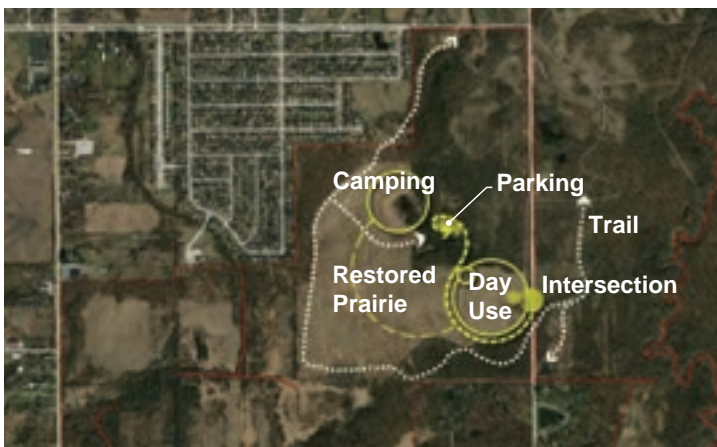 Camping
Parking
Trail
Restored
Prairie
Day
Use
Intersection